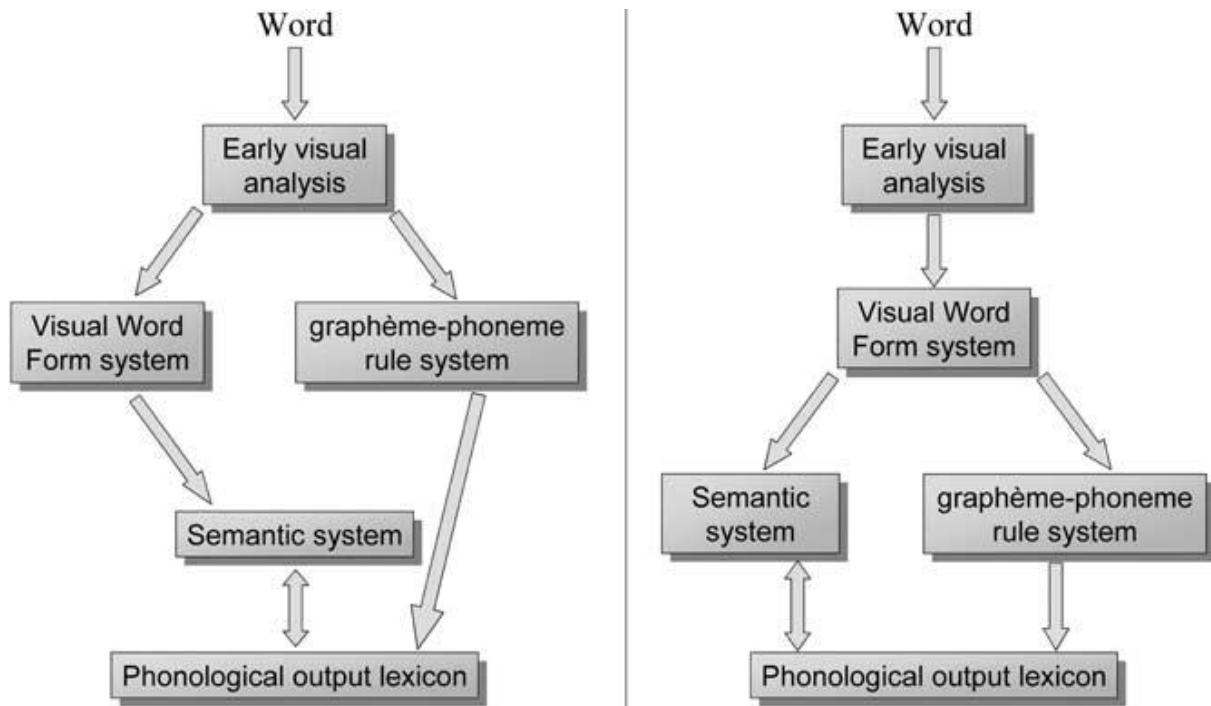 Word
Early visual
analysis
Visual Word
Form system
graphème-phoneme
rule system
Semantic system
Phonological output lexicon
Word
Early visual
analysis
Visual Word
Form system
Semantic
system
graphème-phoneme
rule system
Phonological output lexicon